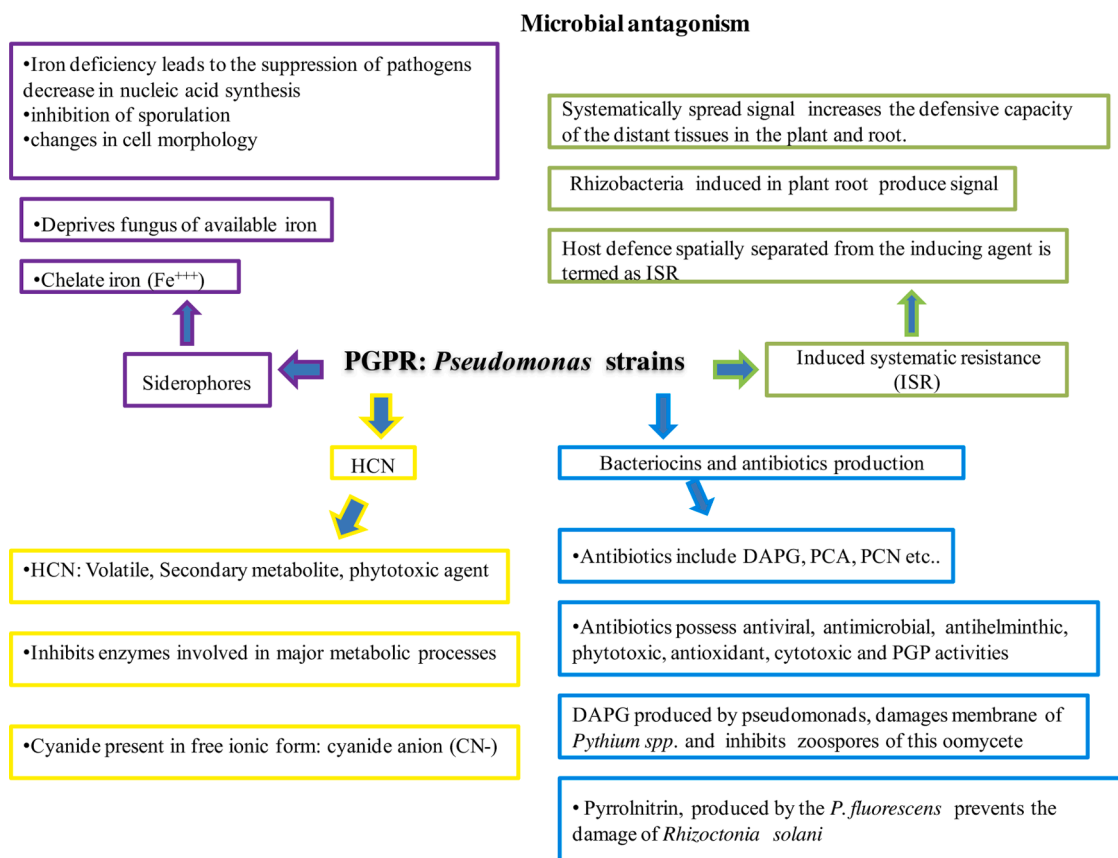 Microbial antagonism
•Iron deficiency leads to the suppression of pathogens
decrease in nucleic acid synthesis
•inhibition of sporulation
•changes in cell morphology
•Deprives fungus of available iron
•Chelate iron (Fe⁺⁺⁺)
Siderophores
Systematically spread signal increases the defensive capacity
of the distant tissues in the plant and root.
Rhizobacteria induced in plant root produce signal
Host defence spatially separated from the inducing agent is
termed as ISR
Induced systematic resistance
(ISR)
PGPR: Pseudomonas strains
HCN
•HCN: Volatile, Secondary metabolite, phytotoxic agent
•Inhibits enzymes involved in major metabolic processes
•Cyanide present in free ionic form: cyanide anion (CN-)
Bacteriocins and antibiotics production
•Antibiotics include DAPG, PCA, PCN etc..
•Antibiotics possess antiviral, antimicrobial, antihelminthic,
phytotoxic, antioxidant, cytotoxic and PGP activities
DAPG produced by pseudomonads, damages membrane of
Pythium spp. and inhibits zoospores of this oomycete
• Pyrrolnitrin, produced by the P. fluorescens prevents the
damage of Rhizoctonia solani